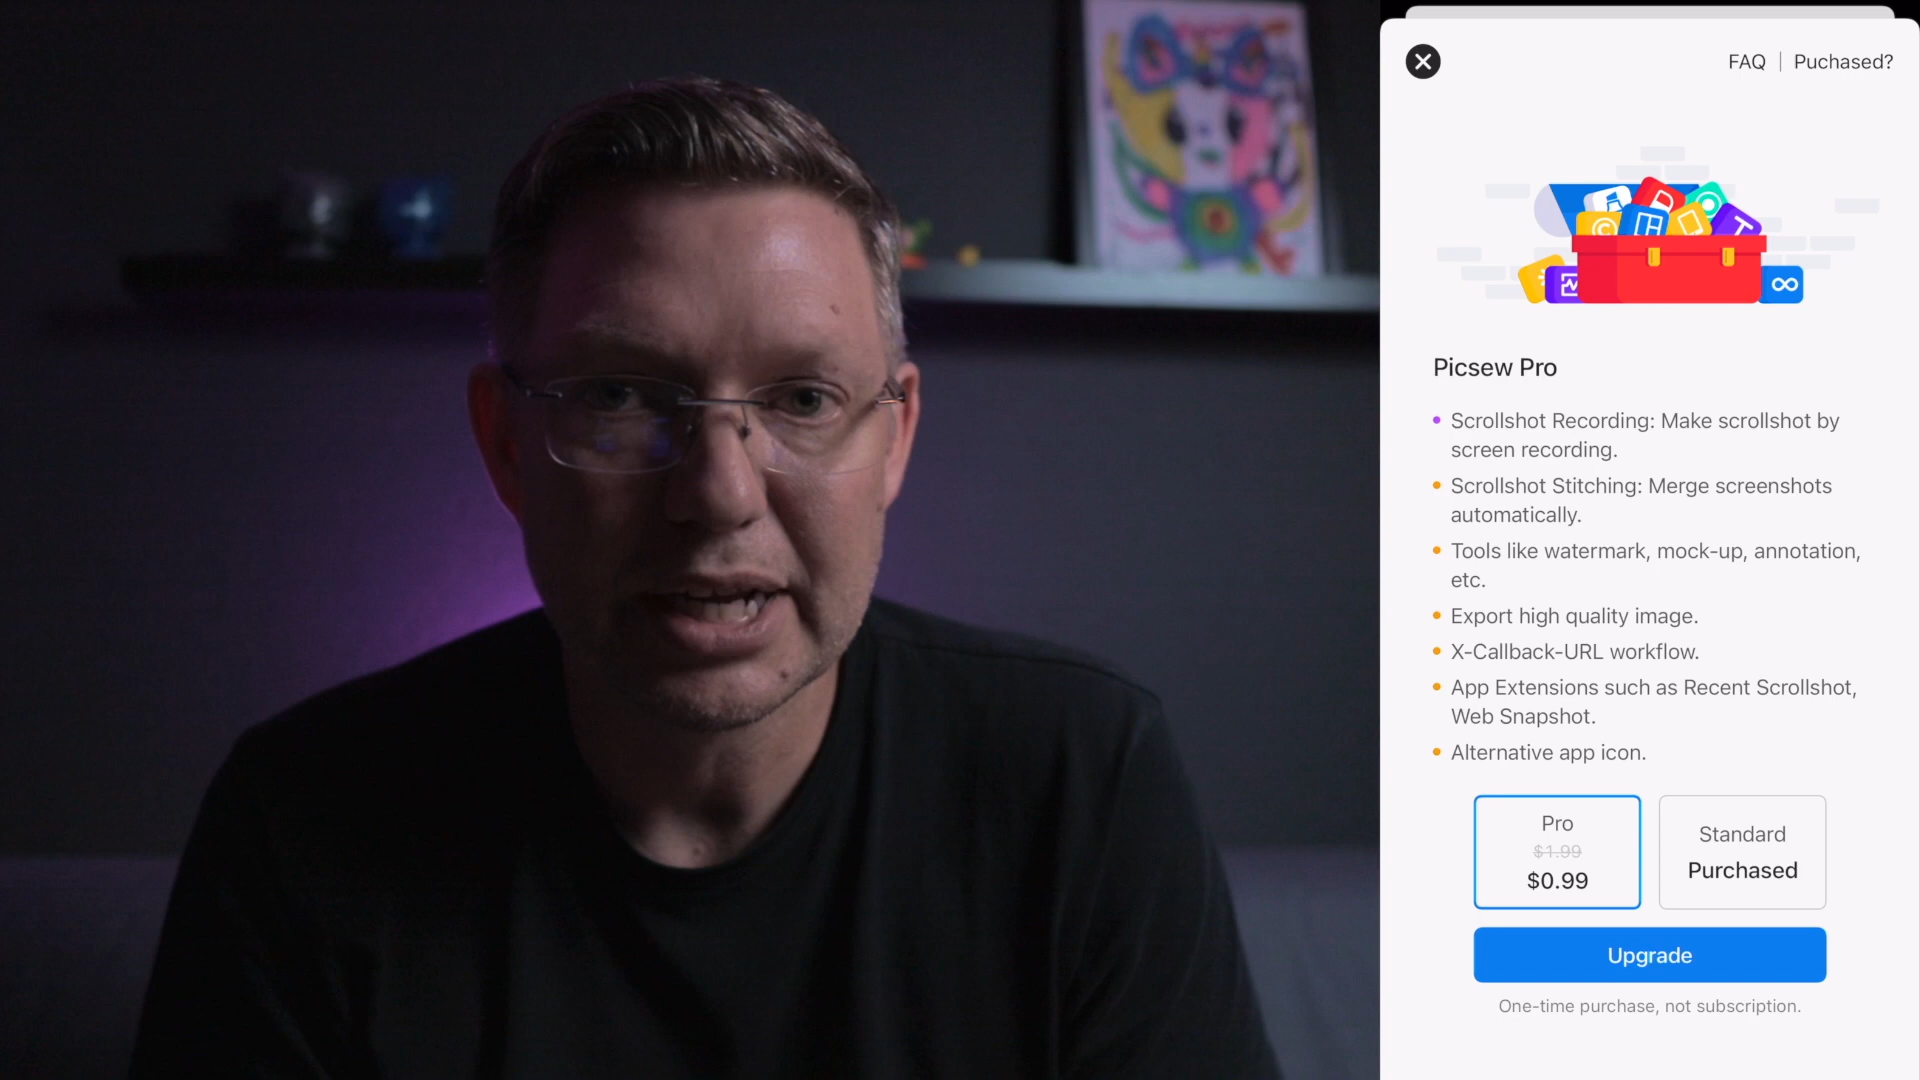 FAQ | Puchased?
Picsew Pro
• Scrollshot Recording: Make scrollshot by
screen recording.
• Scrollshot Stitching: Merge screenshots
automatically.
• Tools like watermark, mock-up, annotation,
etc.
• Export high quality image.
• X-Callback-URL workflow.
• App Extensions such as Recent Scrollshot,
Web Snapshot.
• Alternative app icon.
Pro
$1.99
$0.99
Standard
Purchased
Upgrade
One-time purchase, not subscription.